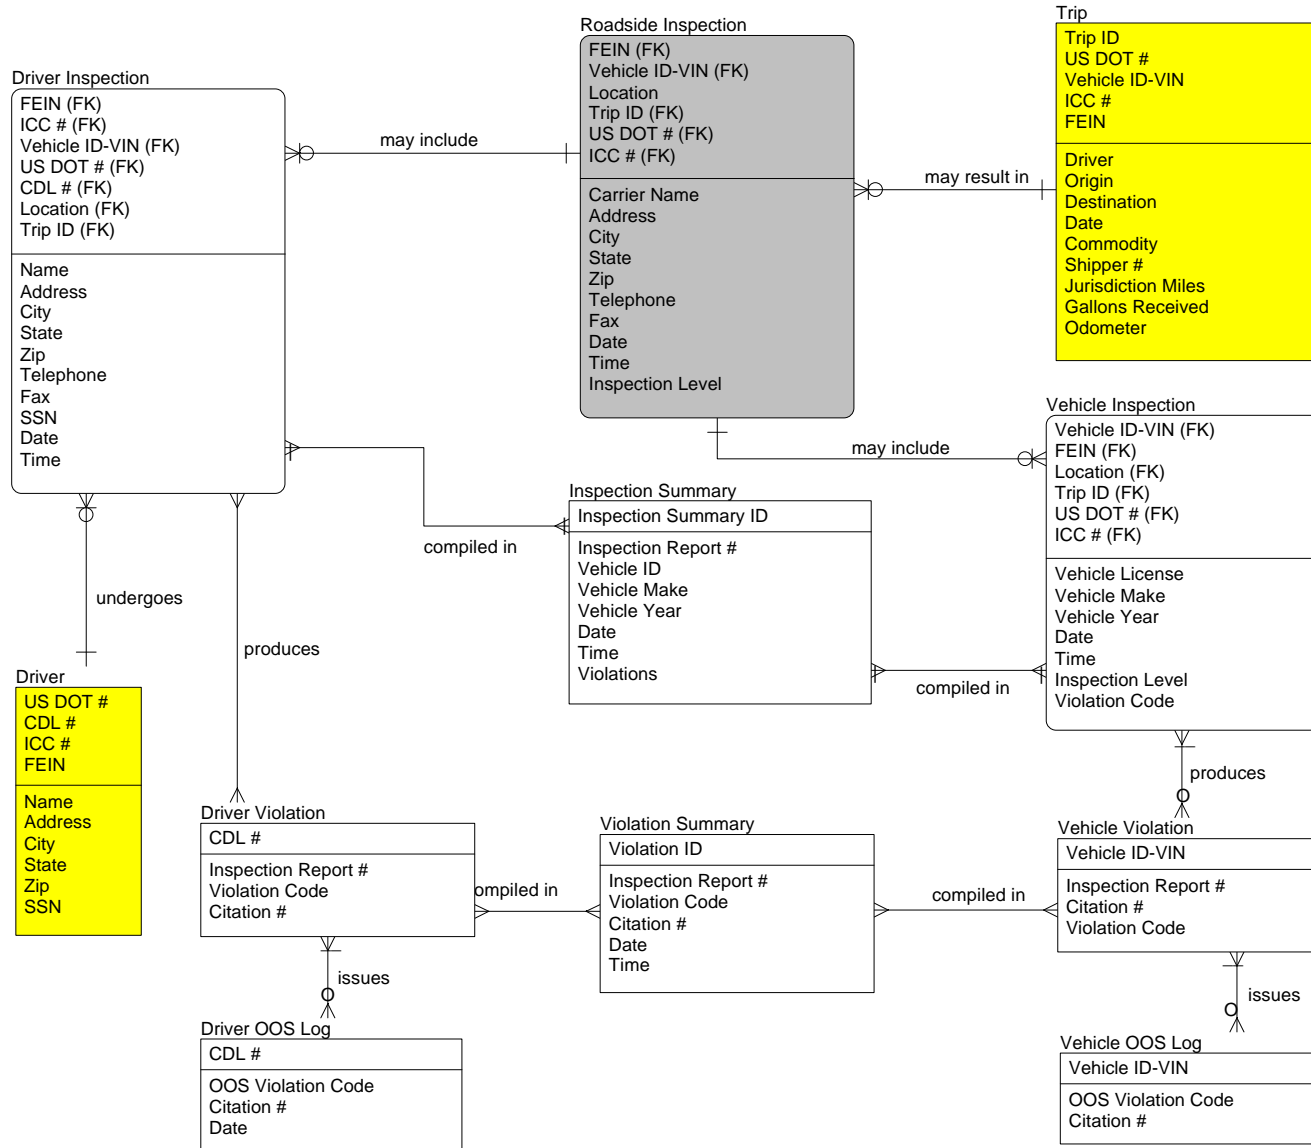 Roadside Inspection
FEIN (FK)
Vehicle ID-VIN (FK)
Location
Trip ID (FK)
US DOT # (FK)
ICC # (FK)
Carrier Name
Address
City
State
Zip
Telephone
Fax
Date
Time
Inspection Level
Trip
Trip ID
US DOT #
Vehicle ID-VIN
ICC #
FEIN
Driver
Origin
Destination
Date
Commodity
Shipper #
Jurisdiction Miles
Gallons Received
Odometer
Driver Inspection
FEIN (FK)
ICC # (FK)
Vehicle ID-VIN (FK)
US DOT # (FK)
CDL # (FK)
Location (FK)
Trip ID (FK)
Name
Address
City
State
Zip
Telephone
Fax
SSN
Date
Time
may include
may result in
may include
Vehicle Inspection
Vehicle ID-VIN (FK)
FEIN (FK)
Location (FK)
Trip ID (FK)
US DOT # (FK)
ICC # (FK)
Vehicle License
Vehicle Make
Vehicle Year
Date
Time
Inspection Level
Violation Code
Inspection Summary
Inspection Summary ID
Inspection Report #
Vehicle ID
Vehicle Make
Vehicle Year
Date
Time
Violations
compiled in
compiled in
undergoes
produces
produces
Driver
US DOT #
CDL #
ICC #
FEIN
Name
Address
City
State
Zip
SSN
Driver Violation
CDL #
Inspection Report #
Violation Code
Citation #
ompiled in
Violation Summary
Violation ID
Inspection Report #
Violation Code
Citation #
Date
Time
compiled in
Vehicle Violation
Vehicle ID-VIN
Inspection Report #
Citation #
Violation Code
issues
issues
Driver OOS Log
CDL #
OOS Violation Code
Citation #
Date
Vehicle OOS Log
Vehicle ID-VIN
OOS Violation Code
Citation #